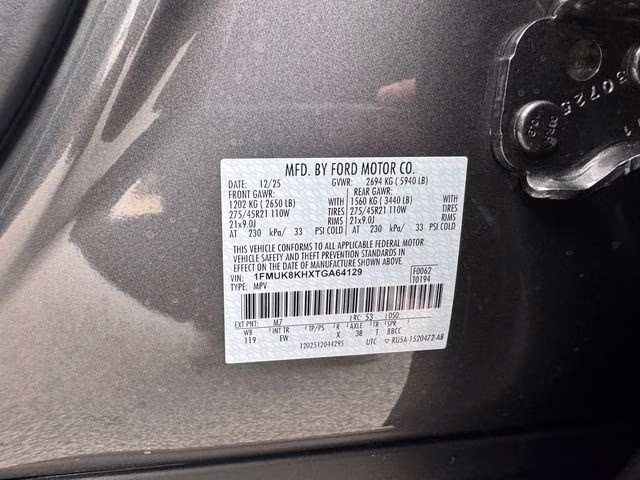 MFD. BY FORD MOTOR CO.
DATE: 12/25 GVWR: 2694 KG ( 5940 LB)
FRONT GAWR: REAR GAWR:
1202 KG ( 2650 LB) WITH 1560 KG ( 3440 LB) WITH
275/45R21 110W TIRES 275/45R21 110W TIRES
21x9.0J RIMS 21x9.0J RIMS
AT 230 kPa/ 33 PSI COLD AT 230 kPa/ 33 PSI COLD
THIS VEHICLE CONFORMS TO ALL APPLICABLE FEDERAL MOTOR
VEHICLE SAFETY AND THEFT PREVENTION STANDARDS IN
EFFECT ON THE DATE OF MANUFACTURE SHOWN ABOVE.
VIN: 1FMUK8KHXTGA64129 F0062
TYPE: MPV T0194
EXT PNT: M7 RC: 53 DSO:
WB INT TR TP/PS R AXLE TR SPR
119 EW X 3B T BBCC
1202512044295 UTC RU5A-1520472-AB
50725